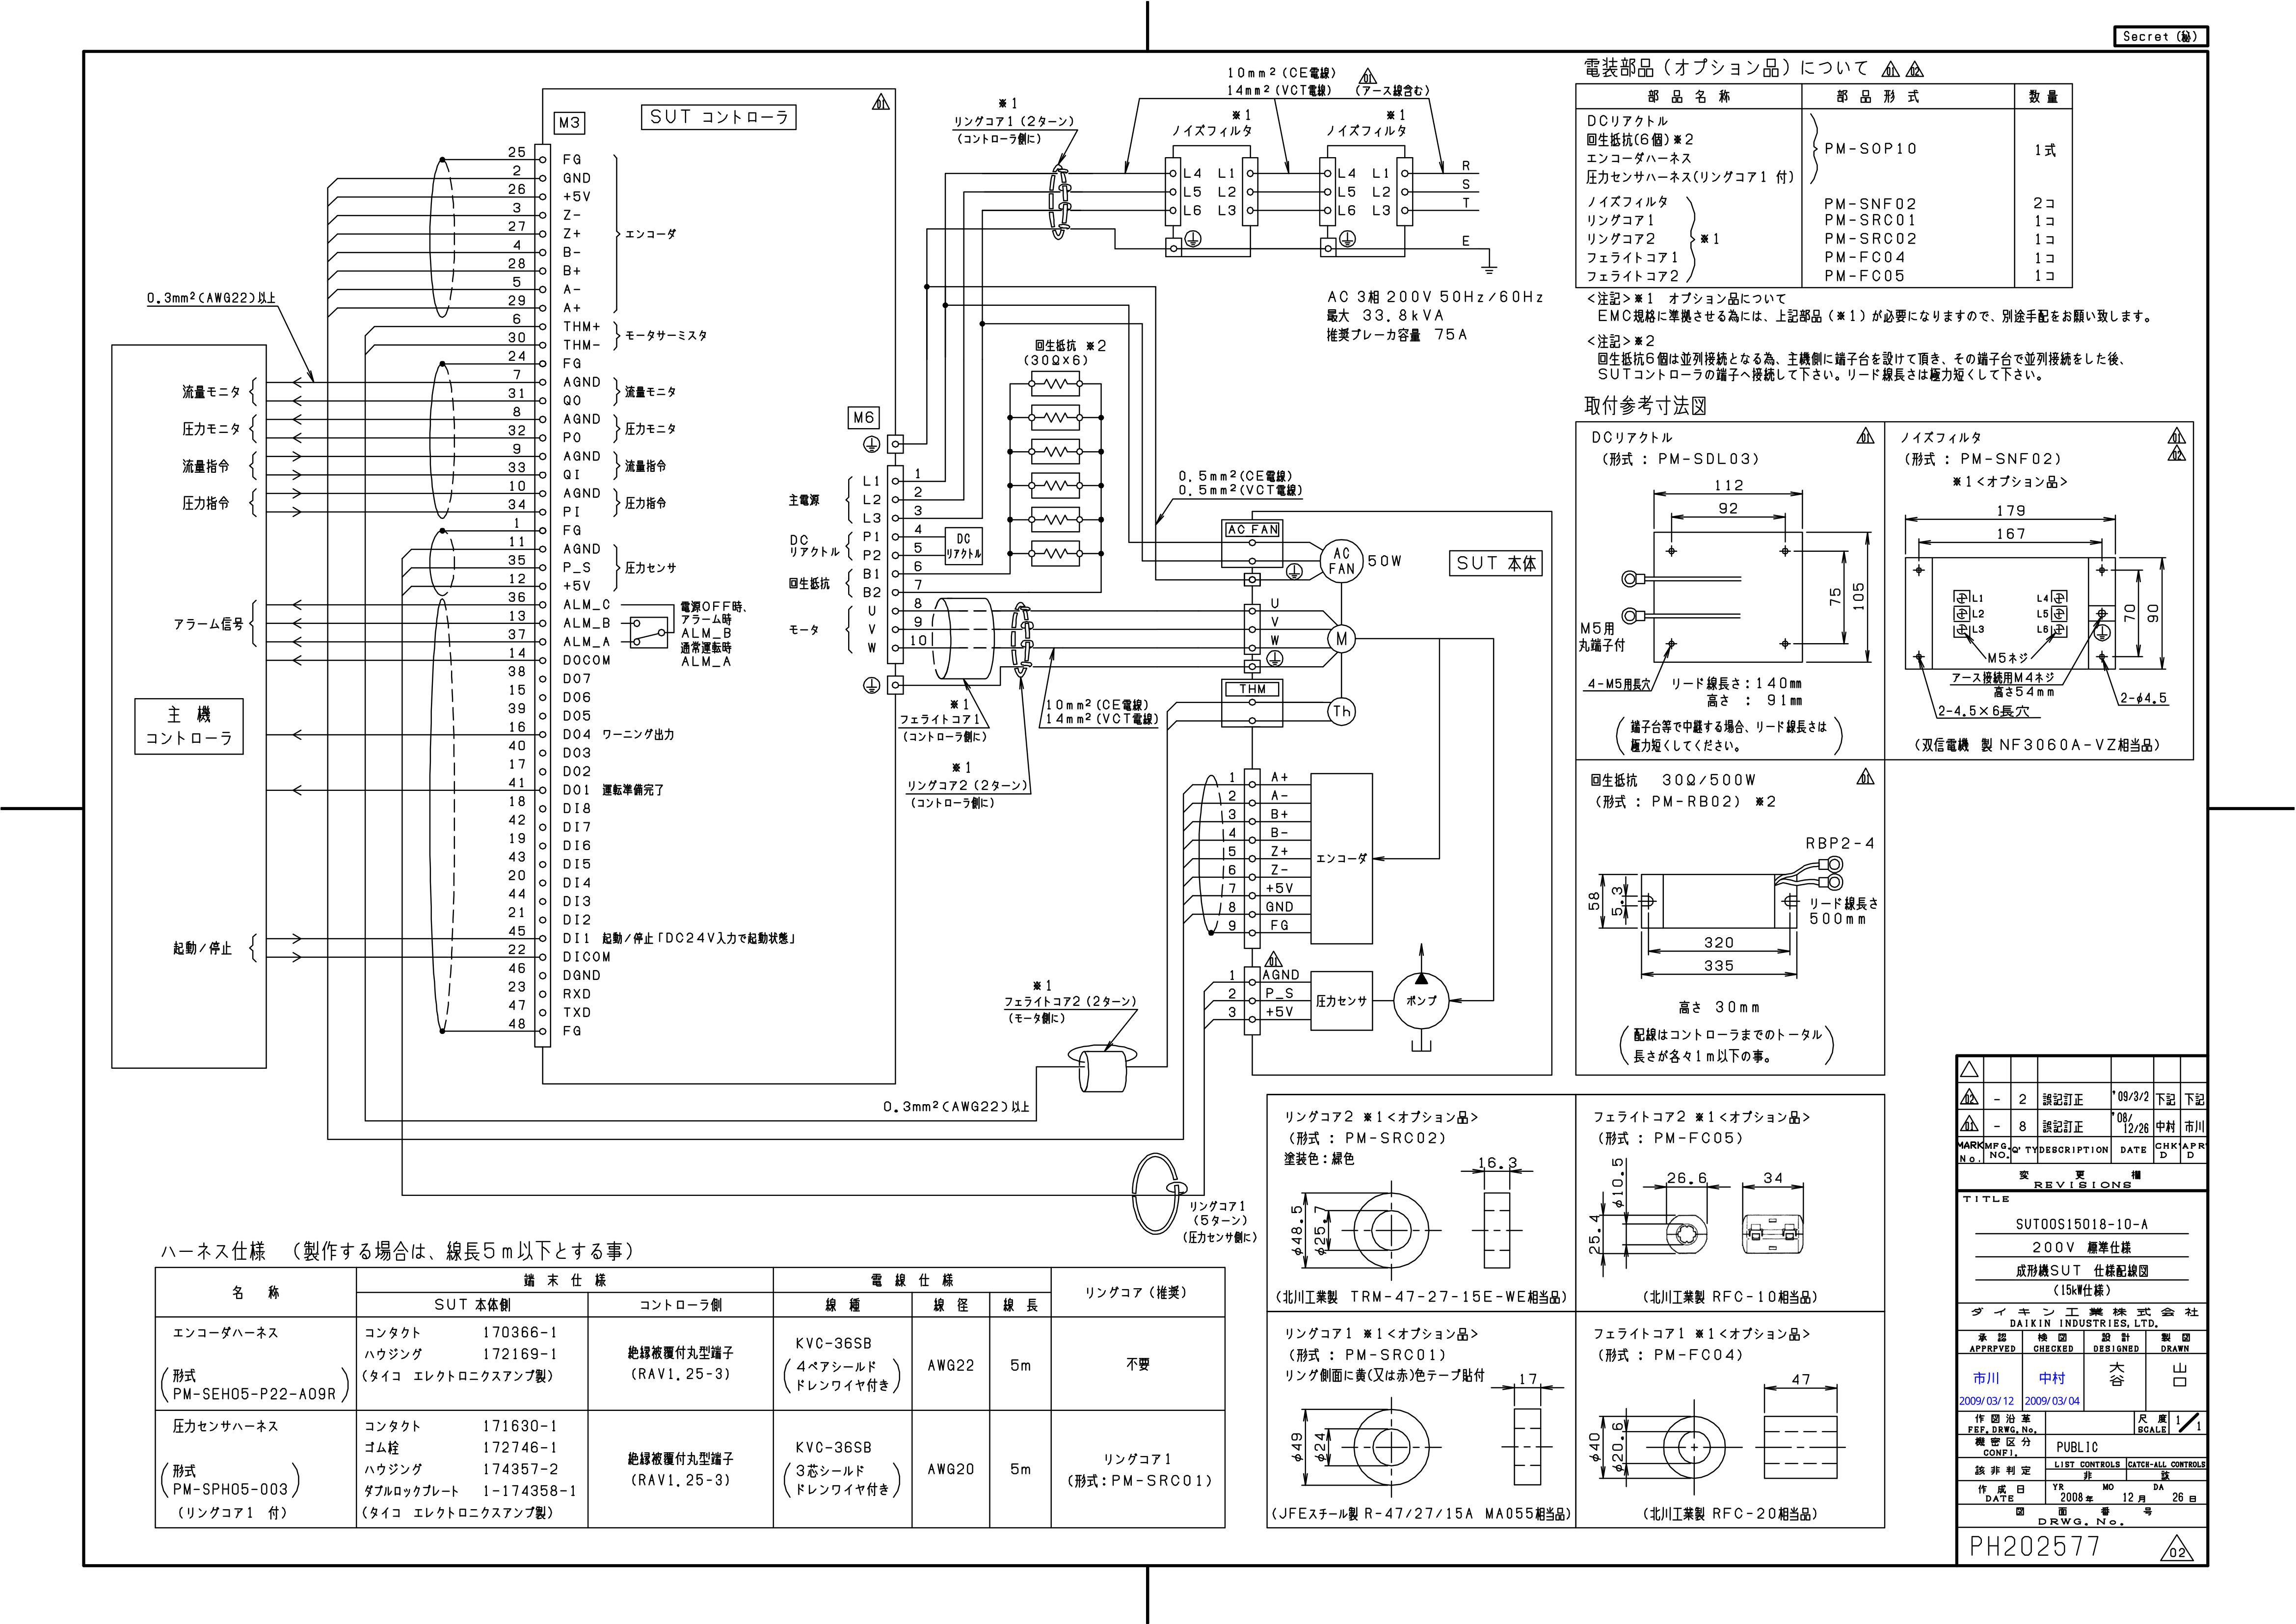 Secret (秘)
M3
SUT コントローラ
01
25 FG
2 GND
26 +5V
3 Z-
27 Z+
4 B-
28 B+
5 A-
29 A+
エンコーダ
6 THM+
30 THM-
モータサーミスタ
24 FG
7 AGND
31 QO
流量モニタ
8 AGND
32 PO
圧力モニタ
9 AGND
33 QI
流量指令
10 AGND
34 PI
圧力指令
1 FG
11 AGND
35 P_S
12 +5V
圧力センサ
36 ALM_C
13 ALM_B
37 ALM_A
電源OFF時、
アラーム時
ALM_B
通常運転時
ALM_A
14 DOCOM
38 DO7
15 DO6
39 DO5
16 DO4 ワーニング出力
40 DO3
17 DO2
41 DO1 運転準備完了
18 DI8
42 DI7
19 DI6
43 DI5
20 DI4
44 DI3
21 DI2
45 DI1 起動/停止「DC24V入力で起動状態」
22 DICOM
46 DGND
23 RXD
47 TXD
48 FG
0.3mm²(AWG22)以上
流量モニタ
圧力モニタ
流量指令
圧力指令
アラーム信号
主 機
コントローラ
起動/停止
M6
主電源
L1 1
L2 2
L3 3
DC
リアクトル
P1 4
P2 5
回生抵抗
B1 6
B2 7
モータ
U 8
V 9
W 10
DC
リアクトル
※1
リングコア1(2ターン)
(コントローラ側に)
10mm²(CE電線)
14mm²(VCT電線) (アース線含む)
01
※1
ノイズフィルタ
L4 L1
L5 L2
L6 L3
※1
ノイズフィルタ
L4 L1
L5 L2
L6 L3
R
S
T
E
AC 3相 200V 50Hz/60Hz
最大 33.8kVA
推奨ブレーカ容量 75A
回生抵抗 ※2
(30Ω×6)
0.5mm²(CE電線)
0.5mm²(VCT電線)
AC FAN
AC
FAN
50W
SUT 本体
U
V
W
M
THM
Th
※1
フェライトコア1
(コントローラ側に)
10mm²(CE電線)
14mm²(VCT電線)
※1
リングコア2(2ターン)
(コントローラ側に)
1 A+
2 A-
3 B+
4 B-
5 Z+
6 Z-
7 +5V
8 GND
9 FG
エンコーダ
01
1 AGND
2 P_S
3 +5V
圧力センサ
ポンプ
※1
フェライトコア2(2ターン)
(モータ側に)
0.3mm²(AWG22)以上
リングコア1
(5ターン)
(圧力センサ側に)
電装部品(オプション品)について 01 02
部 品 名 称 部 品 形 式 数 量
DCリアクトル
回生抵抗(6個)※2
エンコーダハーネス
圧力センサハーネス(リングコア1 付)
PM-SOP10 1式
ノイズフィルタ PM-SNF02 2コ
リングコア1 PM-SRC01 1コ
リングコア2 ※1 PM-SRC02 1コ
フェライトコア1 PM-FC04 1コ
フェライトコア2 PM-FC05 1コ
<注記>※1 オプション品について
EMC規格に準拠させる為には、上記部品(※1)が必要になりますので、別途手配をお願い致します。
<注記>※2
回生抵抗6個は並列接続となる為、主機側に端子台を設けて頂き、その端子台で並列接続をした後、
SUTコントローラの端子へ接続して下さい。リード線長さは極力短くして下さい。
取付参考寸法図
DCリアクトル 01
(形式 : PM-SDL03)
112
92
75
105
M5用
丸端子付
4-M5用長穴
リード線長さ:140mm
高さ : 91mm
端子台等で中継する場合、リード線長さは
極力短くしてください。
ノイズフィルタ 01
02
(形式 : PM-SNF02)
※1<オプション品>
179
167
L1
L2
L3
L4
L5
L6
70
90
M5ネジ
アース接続用M4ネジ
高さ54mm
2-φ4.5
2-4.5×6長穴
(双信電機 製 NF3060A-VZ相当品)
回生抵抗 30Ω/500W 01
(形式 : PM-RB02) ※2
RBP2-4
58
5.3
リード線長さ
500mm
320
335
高さ 30mm
配線はコントローラまでのトータル
長さが各々1m以下の事。
リングコア2 ※1<オプション品>
(形式 : PM-SRC02)
塗装色:緑色
16.3
φ48.5
φ25.7
(北川工業製 TRM-47-27-15E-WE相当品)
フェライトコア2 ※1<オプション品>
(形式 : PM-FC05)
φ10.5
26.6
34
25.4
(北川工業製 RFC-10相当品)
リングコア1 ※1<オプション品>
(形式 : PM-SRC01)
リング側面に黄(又は赤)色テープ貼付
17
φ49
φ24
(JFEスチール製 R-47/27/15A MA055相当品)
フェライトコア1 ※1<オプション品>
(形式 : PM-FC04)
47
φ40
φ20.6
(北川工業製 RFC-20相当品)
ハーネス仕様 (製作する場合は、線長5m以下とする事)
名 称 端 末 仕 様 電 線 仕 様 リングコア(推奨)
SUT 本体側 コントローラ側 線 種 線 径 線 長
エンコーダハーネス
形式
PM-SEH05-P22-A09R
コンタクト 170366-1
ハウジング 172169-1
(タイコ エレクトロニクスアンプ製)
絶縁被覆付丸型端子
(RAV1.25-3)
KVC-36SB
4ペアシールド
ドレンワイヤ付き
AWG22 5m 不要
圧力センサハーネス
形式
PM-SPH05-003
(リングコア1 付)
コンタクト 171630-1
ゴム栓 172746-1
ハウジング 174357-2
ダブルロックプレート 1-174358-1
(タイコ エレクトロニクスアンプ製)
絶縁被覆付丸型端子
(RAV1.25-3)
KVC-36SB
3芯シールド
ドレンワイヤ付き
AWG20 5m
リングコア1
(形式:PM-SRC01)
02 - 2 誤記訂正 '09/3/2 下記 下記
01 - 8 誤記訂正 '08/12/26 中村 市川
MARK No. MFG. NO. Q'TY DESCRIPTION DATE CHK'D APR'D
変 更 欄
REVISIONS
TITLE
SUT00S15018-10-A
200V 標準仕様
成形機SUT 仕様配線図
(15kW仕様)
ダイキン工業株式会社
DAIKIN INDUSTRIES, LTD.
承 認 検 図 設 計 製 図
APPRPVED CHECKED DESIGNED DRAWN
市川 中村 大谷 山口
2009/03/12 2009/03/04
作 図 沿 革
FEF.DRWG.No.
尺 度
SCALE 1/1
機 密 区 分
CONFI.
PUBLIC
該 非 判 定
LIST CONTROLS CATCH-ALL CONTROLS
非 該
作 成 日
DATE
YR MO DA
2008年 12月 26日
図 面 番 号
DRWG. No.
PH202577 02